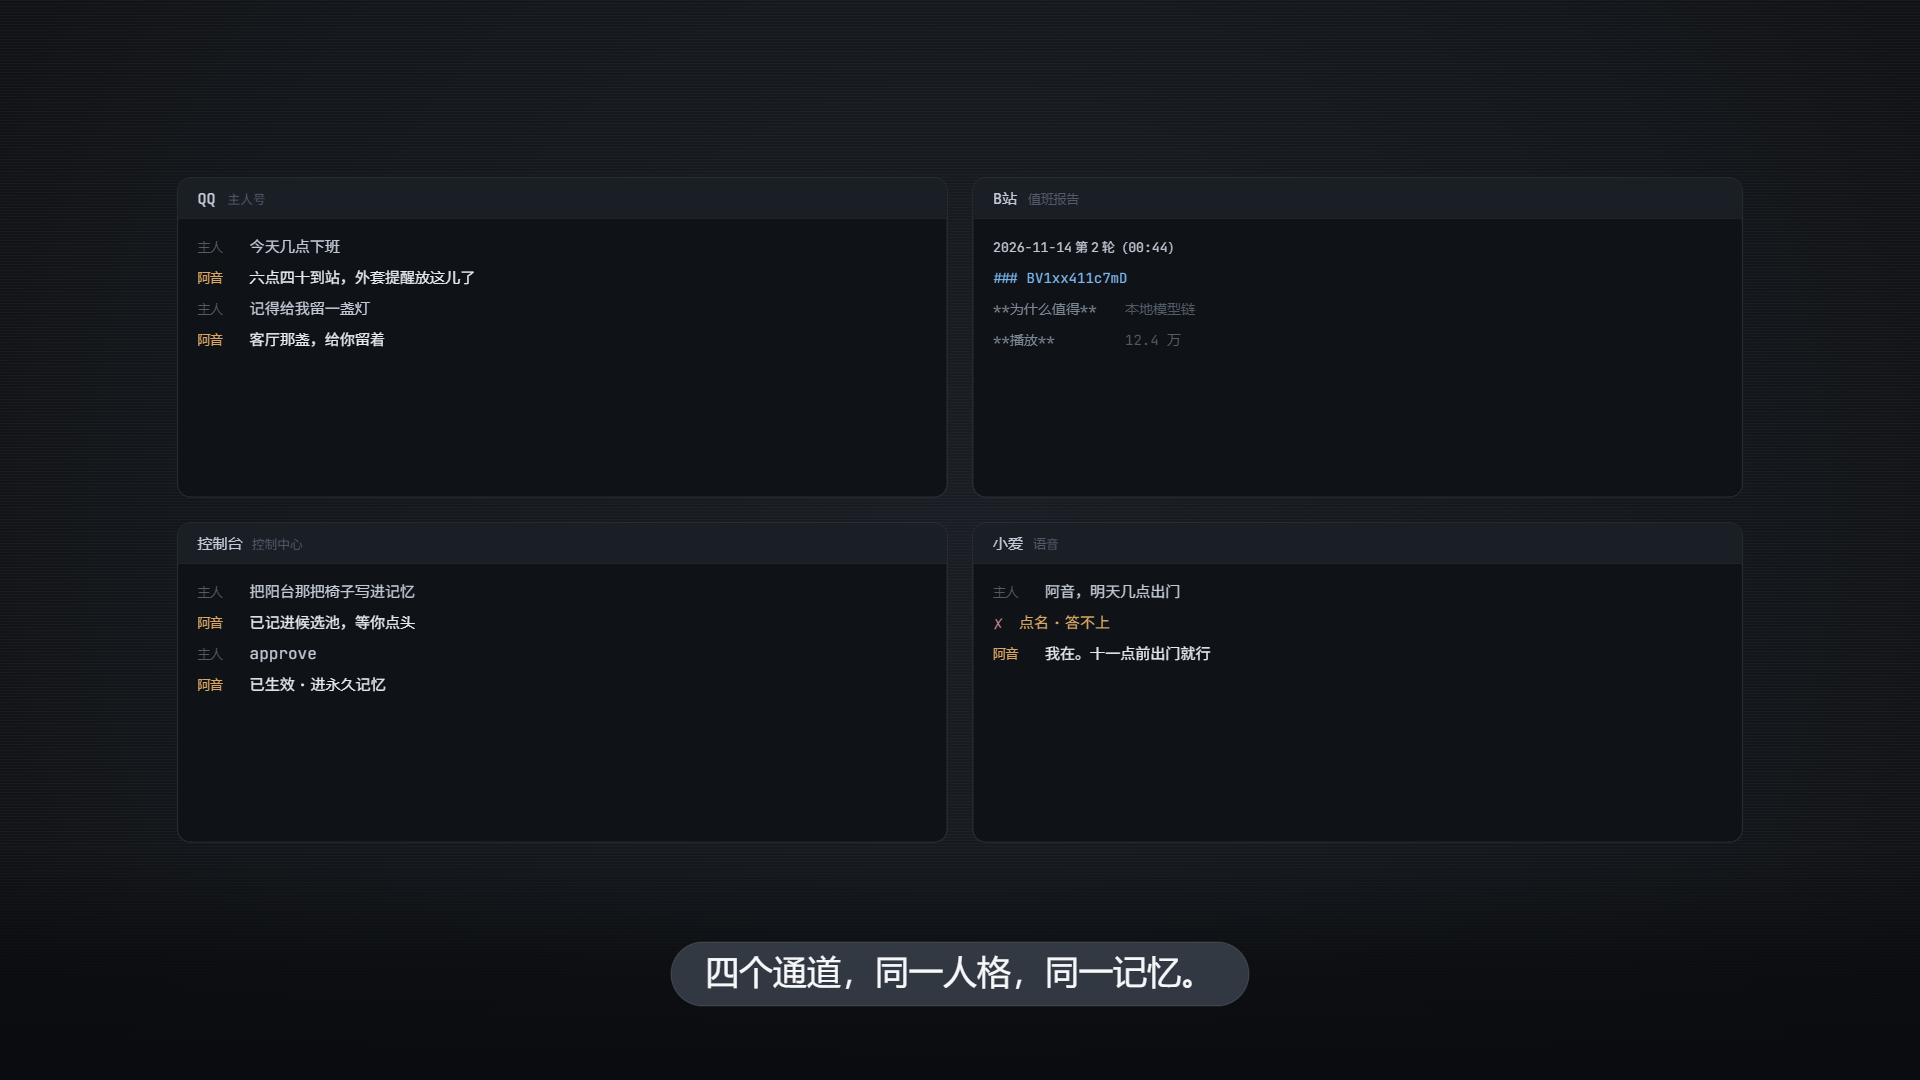 QQ 主人号
主人 今天几点下班
阿音 六点四十到站，外套提醒放这儿了
主人 记得给我留一盏灯
阿音 客厅那盏，给你留着
B站 值班报告
2026-11-14 第 2 轮 (00:44)
### BV1xx411c7mD
**为什么值得** 本地模型链
**播放** 12.4 万
控制台 控制中心
主人 把阳台那把椅子写进记忆
阿音 已记进候选池，等你点头
主人 approve
阿音 已生效·进永久记忆
小爱 语音
主人 阿音，明天几点出门
✗ 点名·答不上
阿音 我在。十一点前出门就行
四个通道，同一人格，同一记忆。